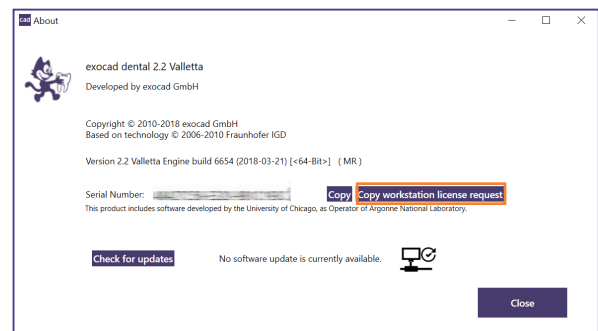 cad About
exocad dental 2.2 Valletta
Developed by exocad GmbH
Copyright © 2010-2018 exocad GmbH
Based on technology © 2006-2010 Fraunhofer IGD
Version 2.2 Valletta Engine build 6654 (2018-03-21) [<64-Bit>] ( MR )
Serial Number: Copy Copy workstation license request
This product includes software developed by the University of Chicago, as Operator of Argonne National Laboratory.
Check for updates No software update is currently available.
Close